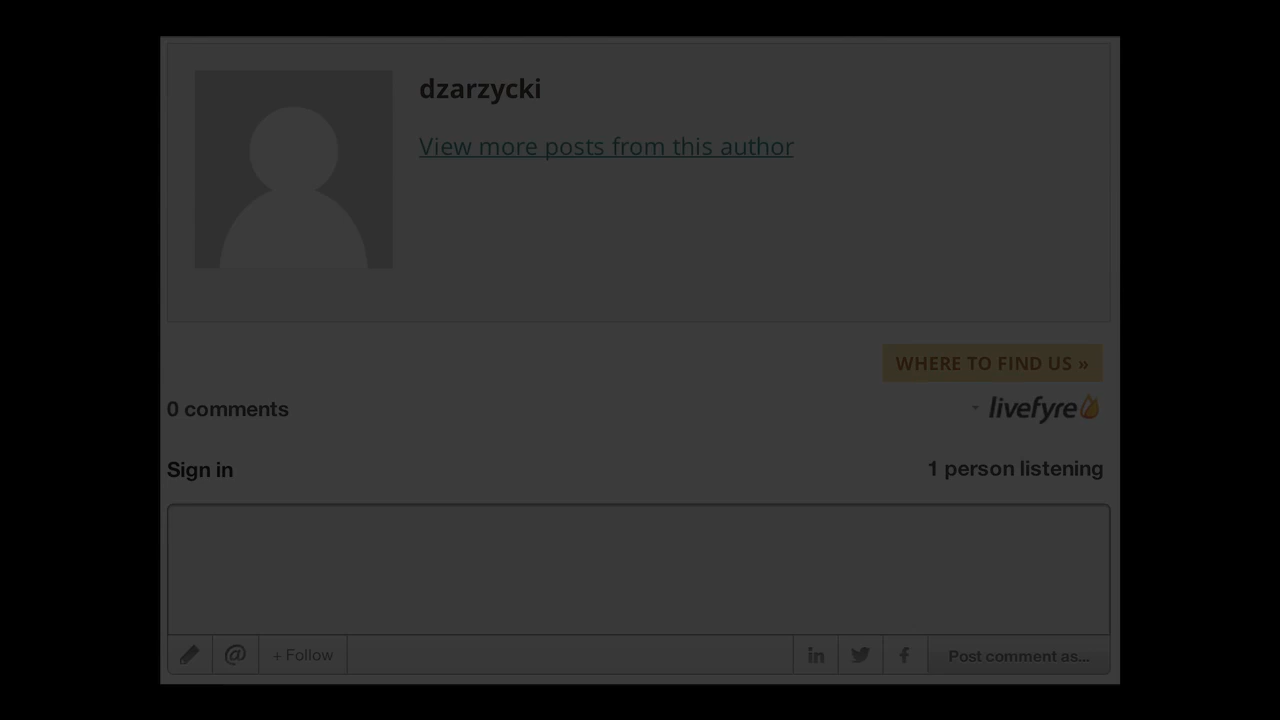 dzarzycki
View more posts from this author
WHERE TO FIND US »
0 comments
livefyre
Sign in
1 person listening
@
+ Follow
in
f
Post comment as...